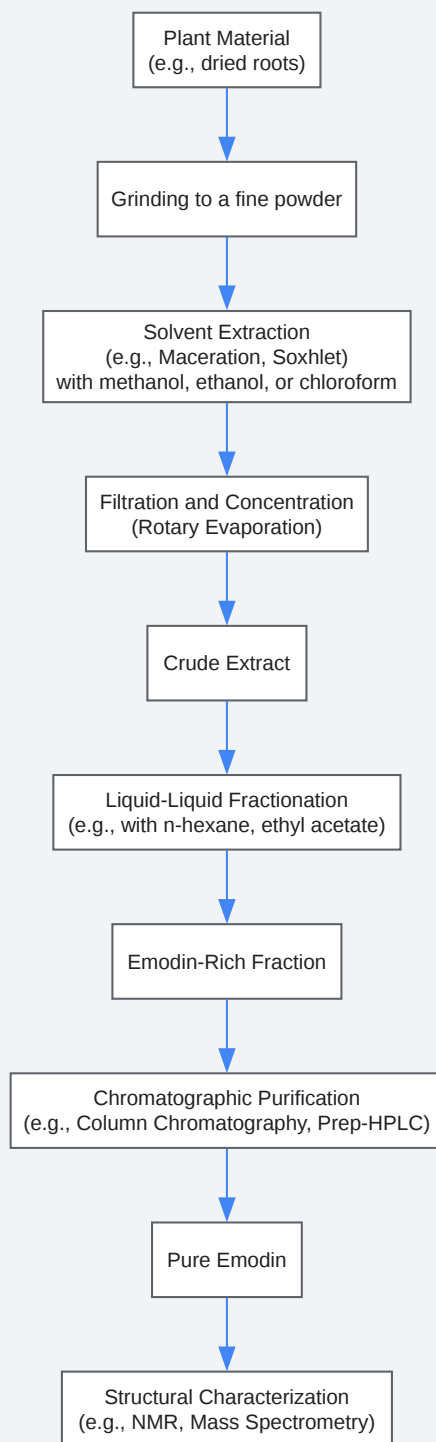 Plant Material
(e.g., dried roots)
Grinding to a fine powder
Solvent Extraction
(e.g., Maceration, Soxhlet)
with methanol, ethanol, or chloroform
Filtration and Concentration
(Rotary Evaporation)
Crude Extract
Liquid-Liquid Fractionation
(e.g., with n-hexane, ethyl acetate)
Emodin-Rich Fraction
Chromatographic Purification
(e.g., Column Chromatography, Prep-HPLC)
Pure Emodin
Structural Characterization
(e.g., NMR, Mass Spectrometry)